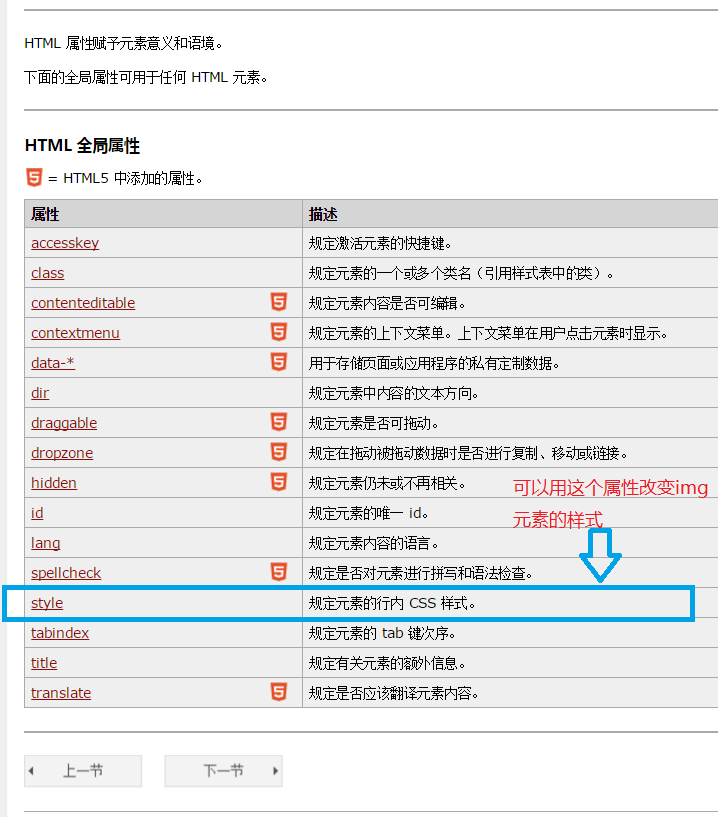 HTML 属性赋予元素意义和语境。
下面的全局属性可用于任何 HTML 元素。
HTML 全局属性
5 = HTML5 中添加的属性。
属性 描述
accesskey 规定激活元素的快捷键。
class 规定元素的一个或多个类名（引用样式表中的类）。
contenteditable 5 规定元素内容是否可编辑。
contextmenu 5 规定元素的上下文菜单。上下文菜单在用户点击元素时显示。
data-* 5 用于存储页面或应用程序的私有定制数据。
dir 规定元素中内容的文本方向。
draggable 5 规定元素是否可拖动。
dropzone 5 规定在拖动被拖动数据时是否进行复制、移动或链接。
hidden 5 规定元素仍未或不再相关。
可以用这个属性改变img
id 规定元素的唯一 id。
元素的样式
lang 规定元素内容的语言。
spellcheck 5 规定是否对元素进行拼写和语法检查。
style 规定元素的行内 CSS 样式。
tabindex 规定元素的 tab 键次序。
title 规定有关元素的额外信息。
translate 5 规定是否应该翻译元素内容。
上一节 下一节